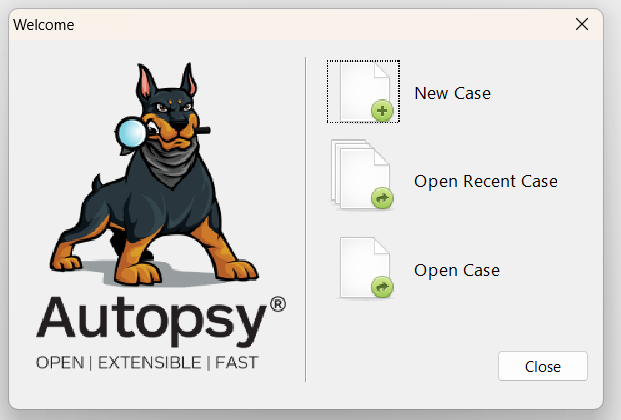 Welcome
New Case
Open Recent Case
Open Case
Autopsy®
OPEN | EXTENSIBLE | FAST
Close